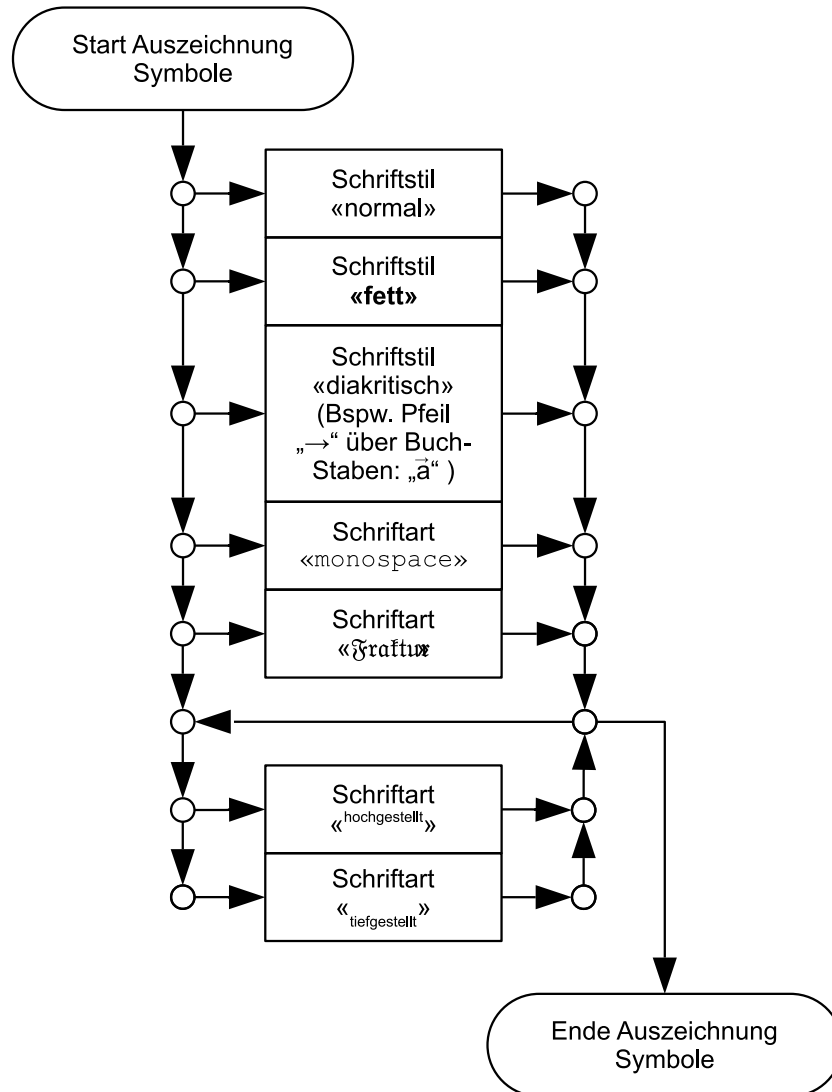 Start Auszeichnung
Symbole
Schriftstil
«normal»
Schriftstil
«fett»
Schriftstil
«diakritisch»
(Bspw. Pfeil
„→“ über Buch-
Staben: „a⃗“ )
Schriftart
«monospace»
Schriftart
«Fraktur»
Schriftart
«hochgestellt»
Schriftart
«tiefgestellt»
Ende Auszeichnung
Symbole